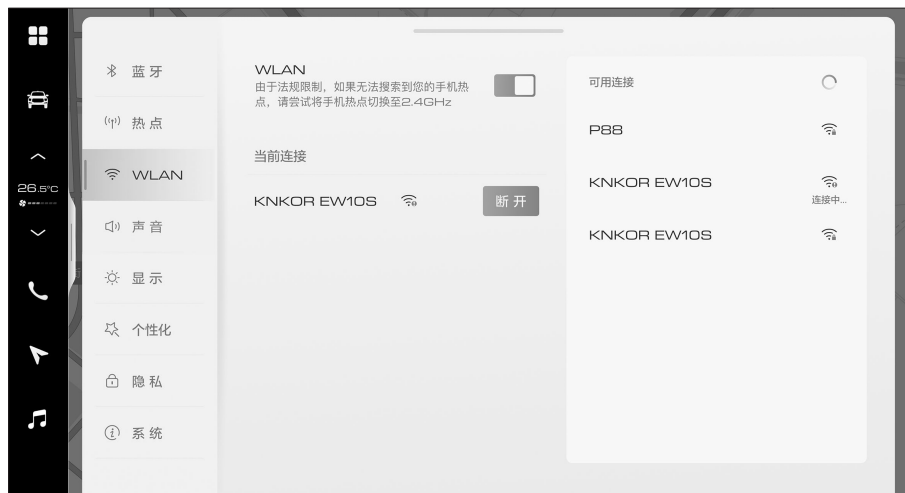 26.5°C
蓝牙
热点
WLAN
声音
显示
个性化
隐私
系统
WLAN
由于法规限制，如果无法搜索到您的手机热
点，请尝试将手机热点切换至2.4GHz
当前连接
KNKOR EW10S
断开
可用连接
P88
KNKOR EW10S
连接中...
KNKOR EW10S